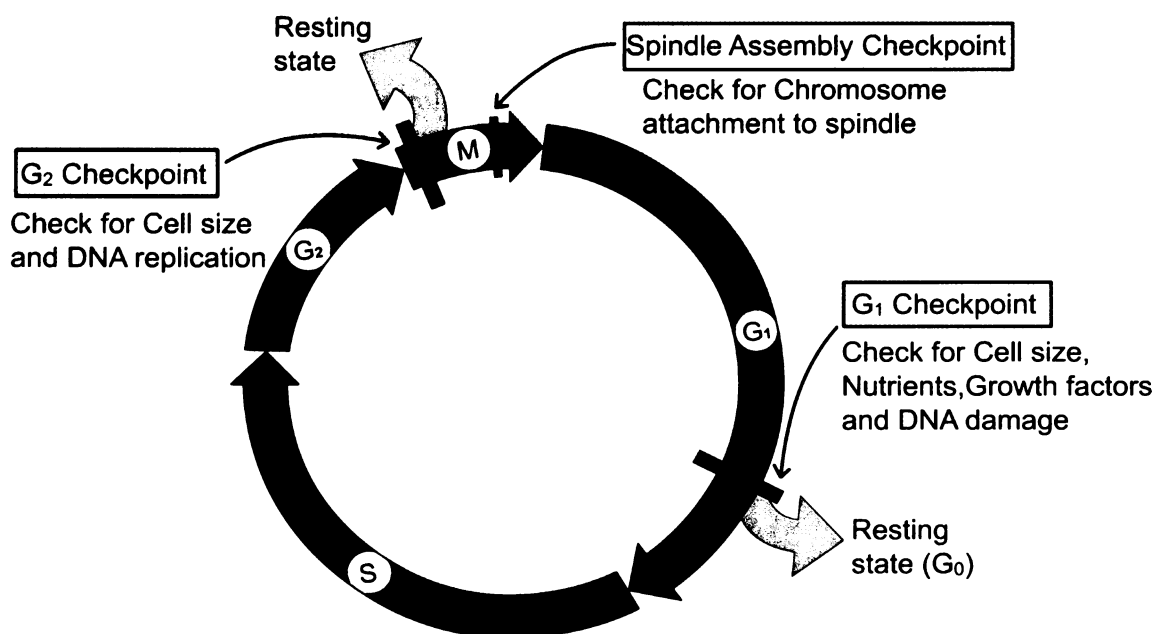 Resting
state
Spindle Assembly Checkpoint
Check for Chromosome
attachment to spindle
M
G₂ Checkpoint
Check for Cell size
and DNA replication
G₂
G₁ Checkpoint
Check for Cell size,
Nutrients,Growth factors
and DNA damage
G₁
Resting
state (G₀)
S